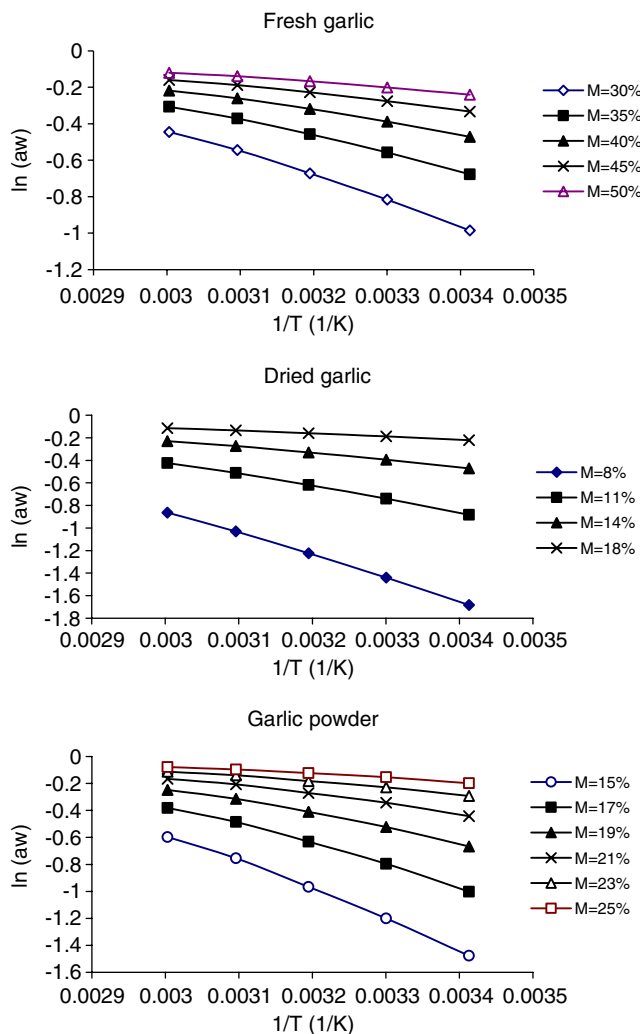 Fresh garlic
0
-0.2
-0.4
-0.6
-0.8
-1
-1.2
ln (aw)
0.0029 0.003 0.0031 0.0032 0.0033 0.0034 0.0035
1/T (1/K)
M=30%
M=35%
M=40%
M=45%
M=50%
Dried garlic
0
-0.2
-0.4
-0.6
-0.8
-1
-1.2
-1.4
-1.6
-1.8
ln (aw)
0.0029 0.003 0.0031 0.0032 0.0033 0.0034 0.0035
1/T (1/K)
M=8%
M=11%
M=14%
M=18%
Garlic powder
0
-0.2
-0.4
-0.6
-0.8
-1
-1.2
-1.4
-1.6
ln (aw)
0.0029 0.003 0.0031 0.0032 0.0033 0.0034 0.0035
1/T (1/K)
M=15%
M=17%
M=19%
M=21%
M=23%
M=25%